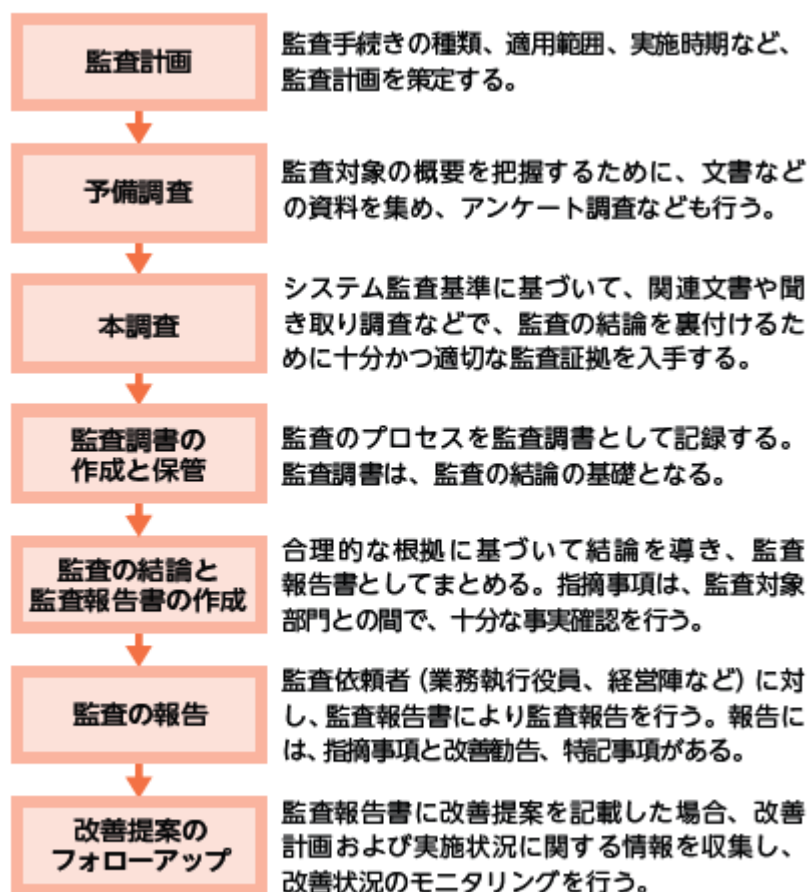 監査計画
監査手続きの種類、適用範囲、実施時期など、
監査計画を策定する。
予備調査
監査対象の概要を把握するために、文書など
の資料を集め、アンケート調査なども行う。
本調査
システム監査基準に基づいて、関連文書や聞
き取り調査などで、監査の結論を裏付けるた
めに十分かつ適切な監査証拠を入手する。
監査調書の
作成と保管
監査のプロセスを監査調書として記録する。
監査調書は、監査の結論の基礎となる。
監査の結論と
監査報告書の作成
合理的な根拠に基づいて結論を導き、監査
報告書としてまとめる。指摘事項は、監査対象
部門との間で、十分な事実確認を行う。
監査の報告
監査依頼者（業務執行役員、経営陣など）に対
し、監査報告書により監査報告を行う。報告に
は、指摘事項と改善勧告、特記事項がある。
改善提案の
フォローアップ
監査報告書に改善提案を記載した場合、改善
計画および実施状況に関する情報を収集し、
改善状況のモニタリングを行う。